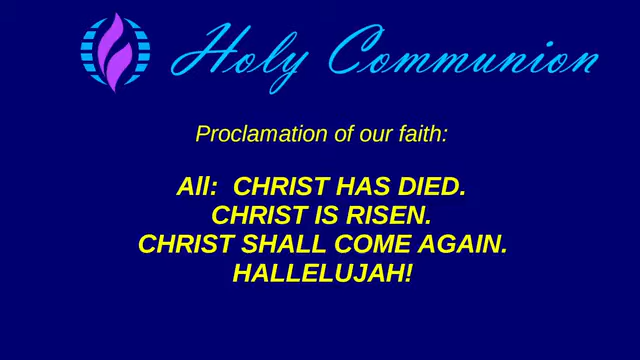 Holy Communion
Proclamation of our faith:
All:  CHRIST HAS DIED.
CHRIST IS RISEN.
CHRIST SHALL COME AGAIN.
HALLELUJAH!